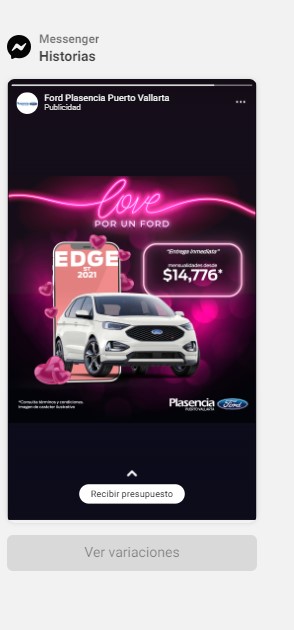 Messenger
Historias
Ford Plasencia Puerto Vallarta
Publicidad
love
POR UN FORD
EDGE
ST
2021
"Entrega inmediata"
mensualidades desde
$14,776*
*Consulta términos y condiciones.
Imagen de carácter ilustrativo
Plasencia
PUERTO VALLARTA
Ford
Recibir presupuesto
Ver variaciones